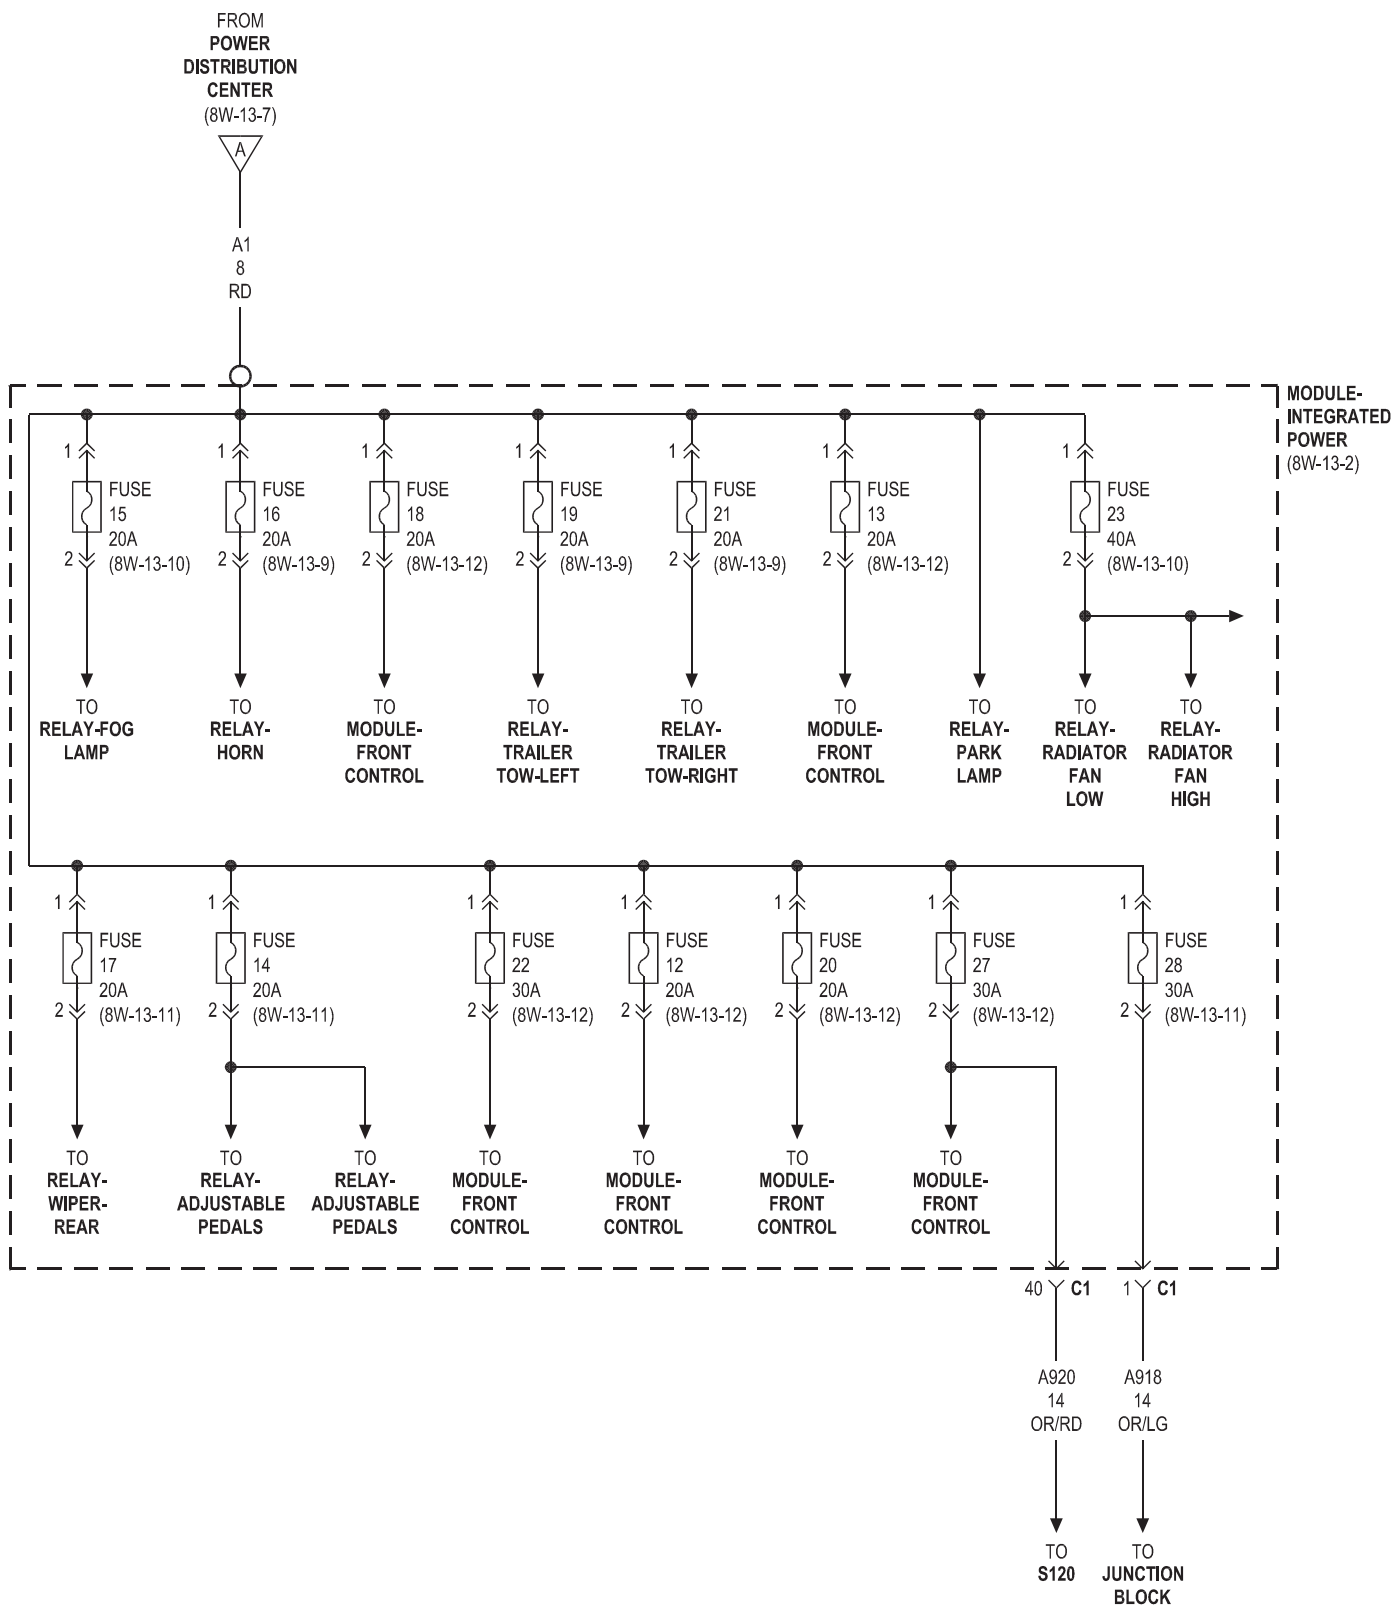 FROM
POWER
DISTRIBUTION
CENTER
(8W-13-7)
A
A1
8
RD
MODULE-
INTEGRATED
POWER
(8W-13-2)
1
FUSE
15
20A
2
(8W-13-10)
1
FUSE
16
20A
2
(8W-13-9)
1
FUSE
18
20A
2
(8W-13-12)
1
FUSE
19
20A
2
(8W-13-9)
1
FUSE
21
20A
2
(8W-13-9)
1
FUSE
13
20A
2
(8W-13-12)
1
FUSE
23
40A
2
(8W-13-10)
TO
RELAY-FOG
LAMP
TO
RELAY-
HORN
TO
MODULE-
FRONT
CONTROL
TO
RELAY-
TRAILER
TOW-LEFT
TO
RELAY-
TRAILER
TOW-RIGHT
TO
MODULE-
FRONT
CONTROL
TO
RELAY-
PARK
LAMP
TO
RELAY-
RADIATOR
FAN
LOW
TO
RELAY-
RADIATOR
FAN
HIGH
1
FUSE
17
20A
2
(8W-13-11)
1
FUSE
14
20A
2
(8W-13-11)
1
FUSE
22
30A
2
(8W-13-12)
1
FUSE
12
20A
2
(8W-13-12)
1
FUSE
20
20A
2
(8W-13-12)
1
FUSE
27
30A
2
(8W-13-12)
1
FUSE
28
30A
2
(8W-13-11)
TO
RELAY-
WIPER-
REAR
TO
RELAY-
ADJUSTABLE
PEDALS
TO
RELAY-
ADJUSTABLE
PEDALS
TO
MODULE-
FRONT
CONTROL
TO
MODULE-
FRONT
CONTROL
TO
MODULE-
FRONT
CONTROL
TO
MODULE-
FRONT
CONTROL
40 C1
1 C1
A920
14
OR/RD
A918
14
OR/LG
TO
S120
TO
JUNCTION
BLOCK